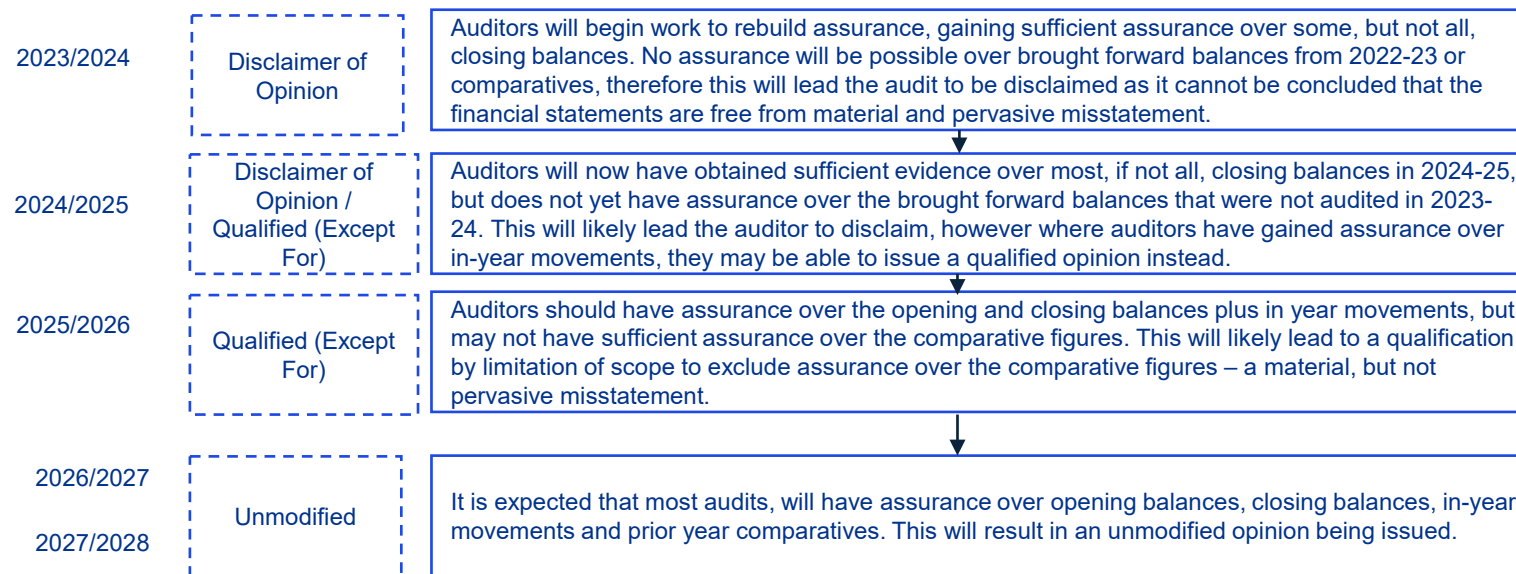 2023/2024
Disclaimer of
Opinion
Auditors will begin work to rebuild assurance, gaining sufficient assurance over some, but not all,
closing balances. No assurance will be possible over brought forward balances from 2022-23 or
comparatives, therefore this will lead the audit to be disclaimed as it cannot be concluded that the
financial statements are free from material and pervasive misstatement.
2024/2025
Disclaimer of
Opinion /
Qualified (Except
For)
Auditors will now have obtained sufficient evidence over most, if not all, closing balances in 2024-25,
but does not yet have assurance over the brought forward balances that were not audited in 2023-
24. This will likely lead the auditor to disclaim, however where auditors have gained assurance over
in-year movements, they may be able to issue a qualified opinion instead.
2025/2026
Qualified (Except
For)
Auditors should have assurance over the opening and closing balances plus in year movements, but
may not have sufficient assurance over the comparative figures. This will likely lead to a qualification
by limitation of scope to exclude assurance over the comparative figures – a material, but not
pervasive misstatement.
2026/2027
2027/2028
Unmodified
It is expected that most audits, will have assurance over opening balances, closing balances, in-year
movements and prior year comparatives. This will result in an unmodified opinion being issued.